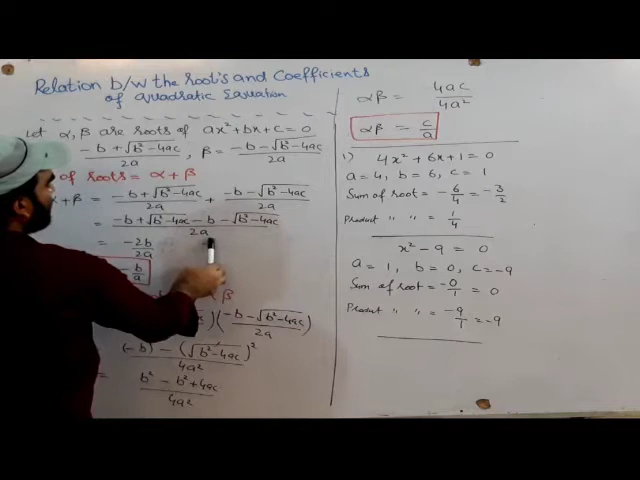 Relation b/w the root's and Coefficients
of quadratic Equation
Let α, β are roots of ax² + bx + c = 0
-b + √b² - 4ac / 2a , β = -b - √b² - 4ac / 2a
of roots = α + β
+ β = -b + √b² - 4ac / 2a + -b - √b² - 4ac / 2a
= -b + √b² - 4ac - b - √b² - 4ac / 2a
= -2b / 2a
- b / a
β
)(-b - √b² - 4ac / 2a)
(-b)² - (√b² - 4ac)² / 4a²
= b² - b² + 4ac / 4a²
αβ = 4ac / 4a²
αβ = c / a
1) 4x² + 6x + 1 = 0
a = 4, b = 6, c = 1
Sum of root = -6/4 = -3/2
Product " " = 1/4
x² - 9 = 0
a = 1, b = 0, c = -9
Sum of root = -0/1 = 0
Product " " = -9/1 = -9